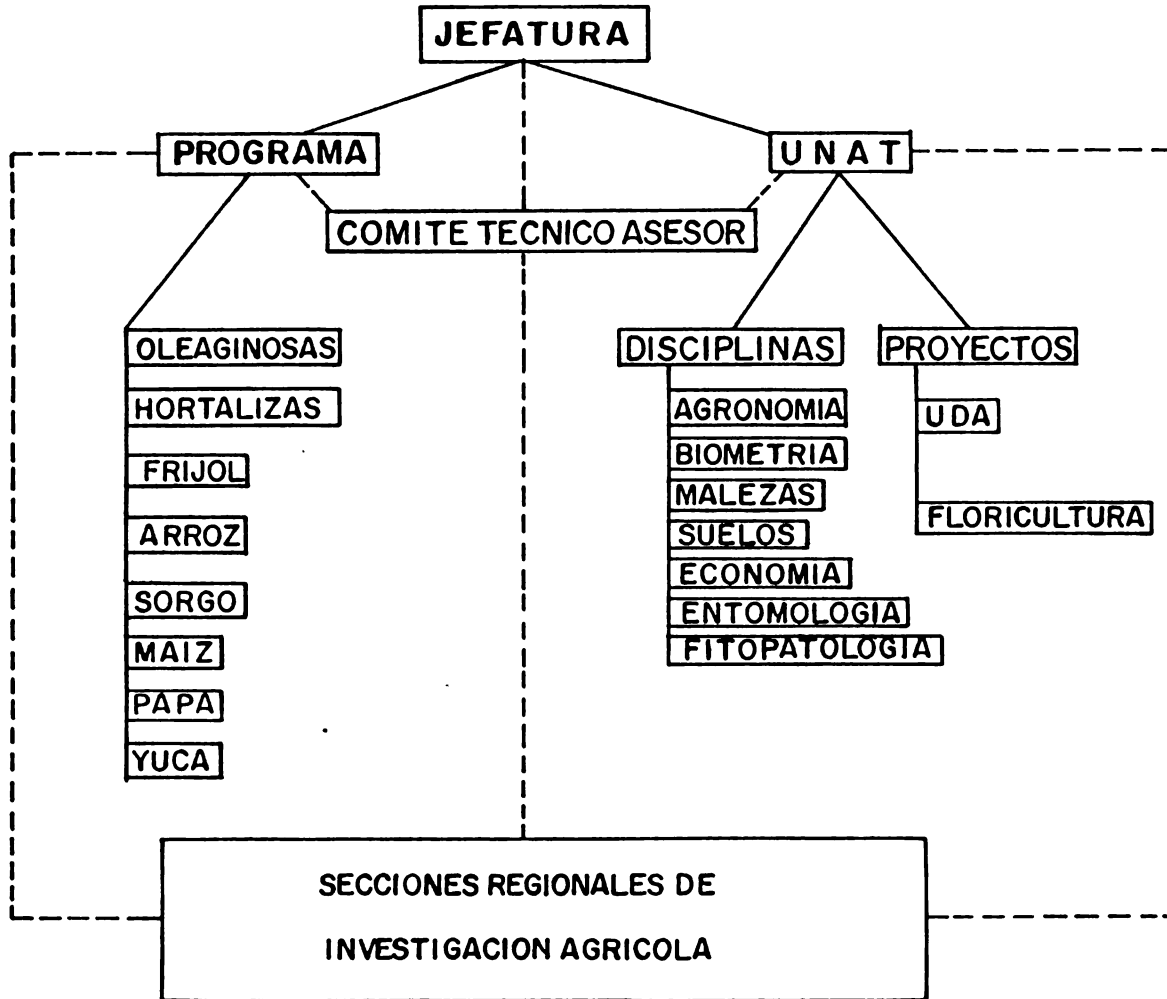 JEFATURA
PROGRAMA
UNAT
COMITE TECNICO ASESOR
OLEAGINOSAS
HORTALIZAS
FRIJOL
ARROZ
SORGO
MAIZ
PAPA
YUCA
DISCIPLINAS
AGRONOMIA
BIOMETRIA
MALEZAS
SUELOS
ECONOMIA
ENTOMOLOGIA
FITOPATOLOGIA
PROYECTOS
UDA
FLORICULTURA
SECCIONES REGIONALES DE
INVESTIGACION AGRICOLA